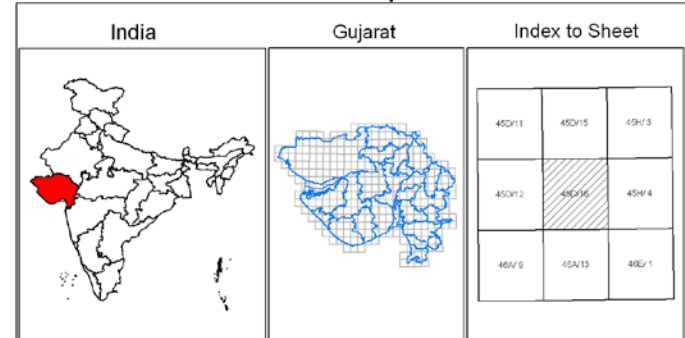 India
Gujarat
Index to Sheet
45D/11 45D/15 45H/3
45D/12 45D/16 45H/4
46A/9 46A/13 46E/1